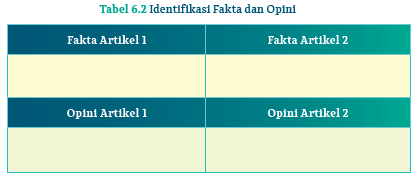 Tabel 6.2 Identifikasi Fakta dan Opini
Fakta Artikel 1 Fakta Artikel 2
Opini Artikel 1 Opini Artikel 2